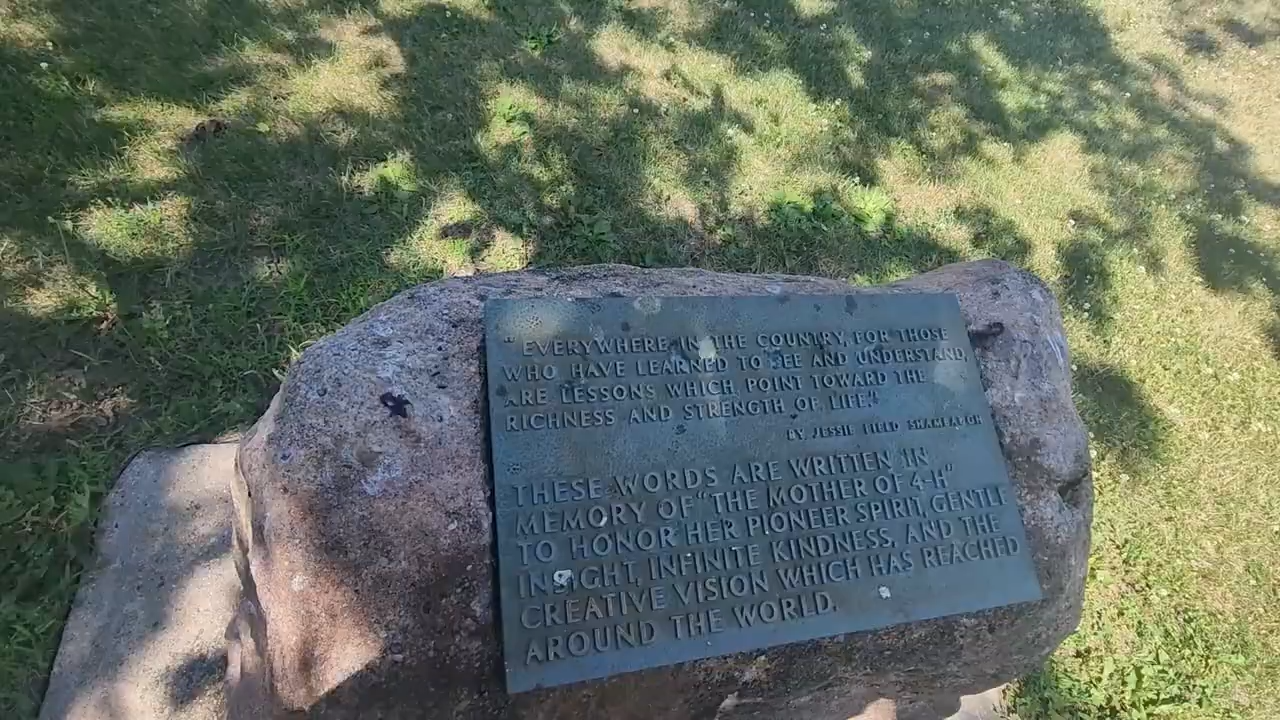 " EVERYWHERE IN THE COUNTRY, FOR THOSE
WHO HAVE LEARNED TO SEE AND UNDERSTAND,
ARE LESSONS WHICH POINT TOWARD THE
RICHNESS AND STRENGTH OF LIFE."
BY JESSIE FIELD SHAMBAUGH
THESE WORDS ARE WRITTEN IN
MEMORY OF "THE MOTHER OF 4-H"
TO HONOR HER PIONEER SPIRIT, GENTLE
INSIGHT, INFINITE KINDNESS, AND THE
CREATIVE VISION WHICH HAS REACHED
AROUND THE WORLD.